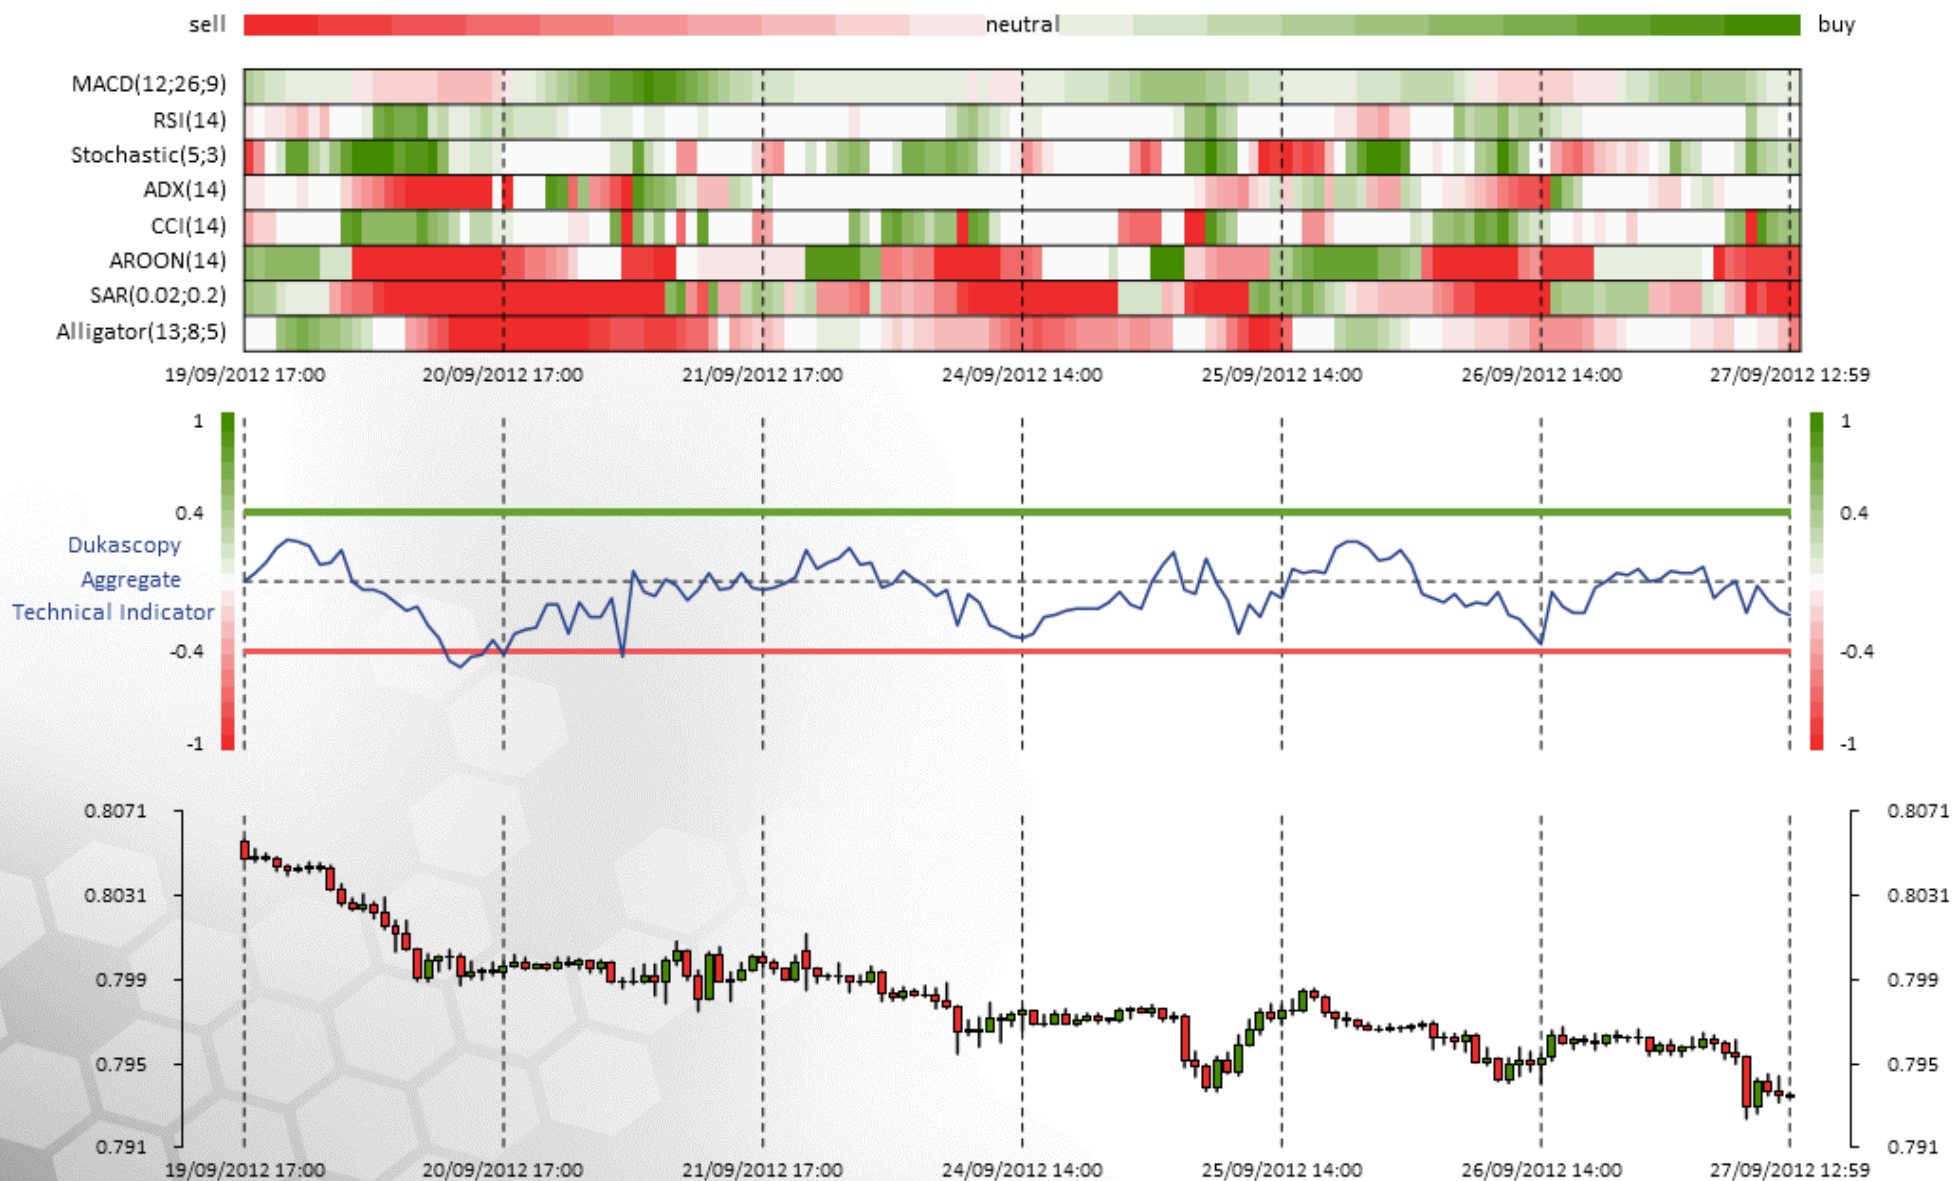 sell neutral buy
MACD(12;26;9)
RSI(14)
Stochastic(5;3)
ADX(14)
CCI(14)
AROON(14)
SAR(0.02;0.2)
Alligator(13;8;5)
19/09/2012 17:00 20/09/2012 17:00 21/09/2012 17:00 24/09/2012 14:00 25/09/2012 14:00 26/09/2012 14:00 27/09/2012 12:59
1 1
0.4 0.4
Dukascopy
Aggregate
Technical Indicator
-0.4 -0.4
-1 -1
0.8071 0.8071
0.8031 0.8031
0.799 0.799
0.795 0.795
0.791 0.791
19/09/2012 17:00 20/09/2012 17:00 21/09/2012 17:00 24/09/2012 14:00 25/09/2012 14:00 26/09/2012 14:00 27/09/2012 12:59